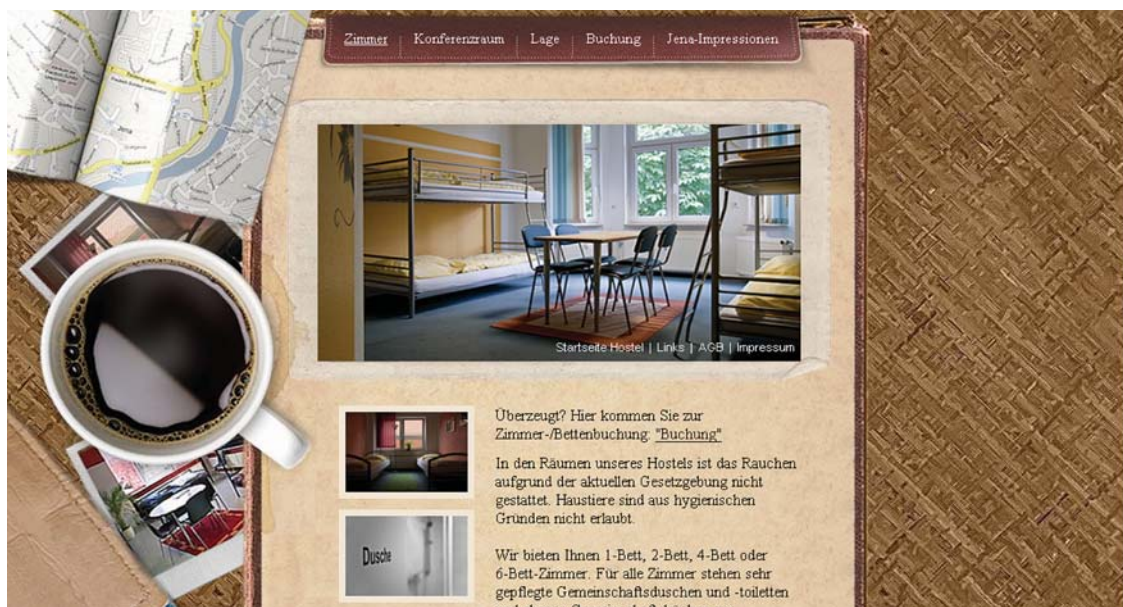 Zimmer Konferenzraum Lage Buchung Jena-Impressionen
Jena
Startseite Hostel | Links | AGB | Impressum
Überzeugt? Hier kommen Sie zur
Zimmer-/Bettenbuchung: "Buchung"
In den Räumen unseres Hostels ist das Rauchen
aufgrund der aktuellen Gesetzgebung nicht
gestattet. Haustiere sind aus hygienischen
Gründen nicht erlaubt.
Dusche
Wir bieten Ihnen 1-Bett, 2-Bett, 4-Bett oder
6-Bett-Zimmer. Für alle Zimmer stehen sehr
gepflegte Gemeinschaftsduschen und -toiletten